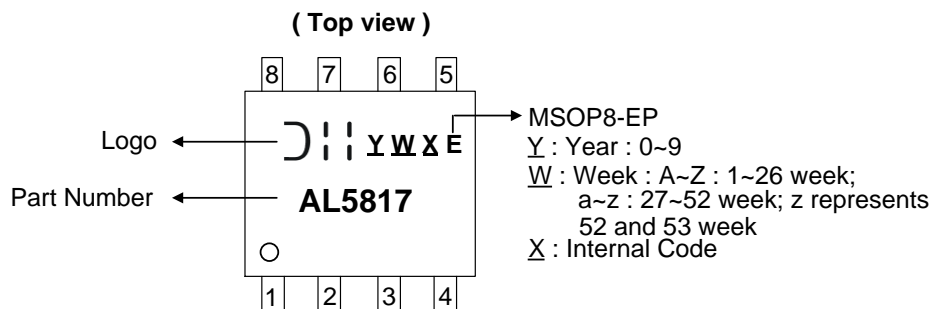 ( Top view )
8 7 6 5
Logo
Y W X E
MSOP8-EP
Y : Year : 0~9
W : Week : A~Z : 1~26 week;
a~z : 27~52 week; z represents
52 and 53 week
X : Internal Code
Part Number
AL5817
1 2 3 4